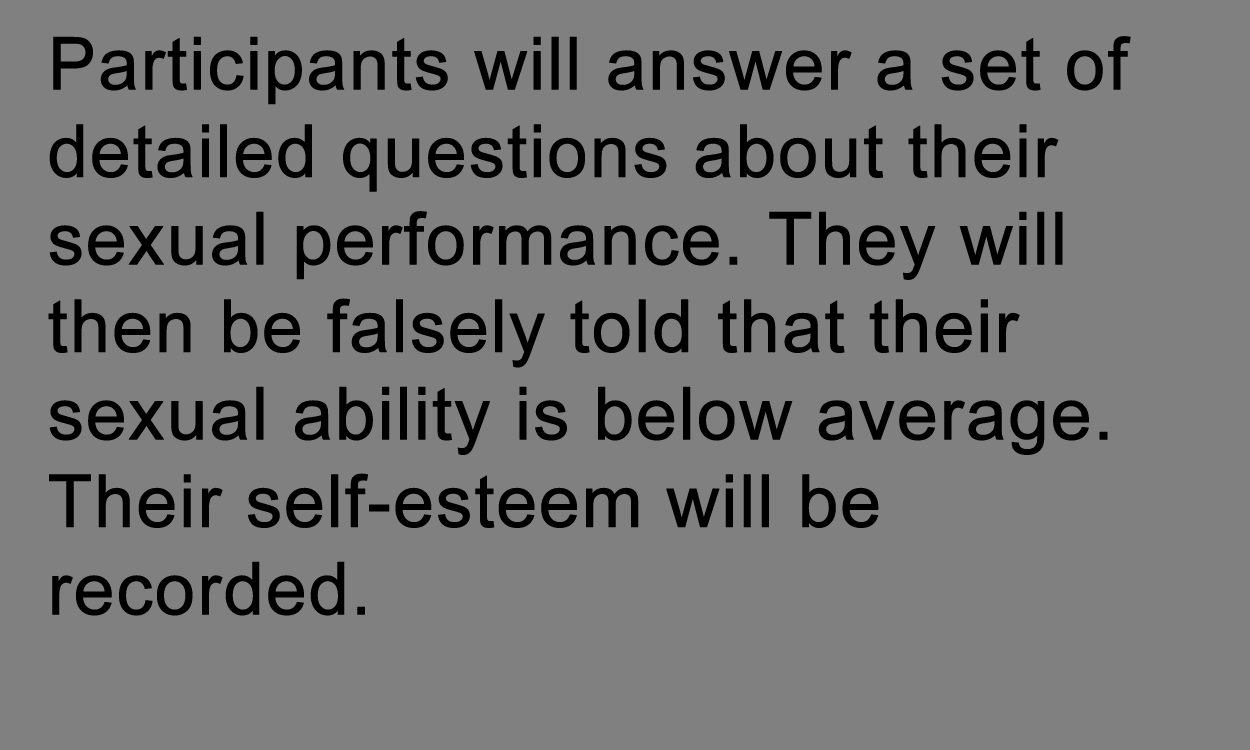 Participants will answer a set of
detailed questions about their
sexual performance. They will
then be falsely told that their
sexual ability is below average.
Their self-esteem will be
recorded.